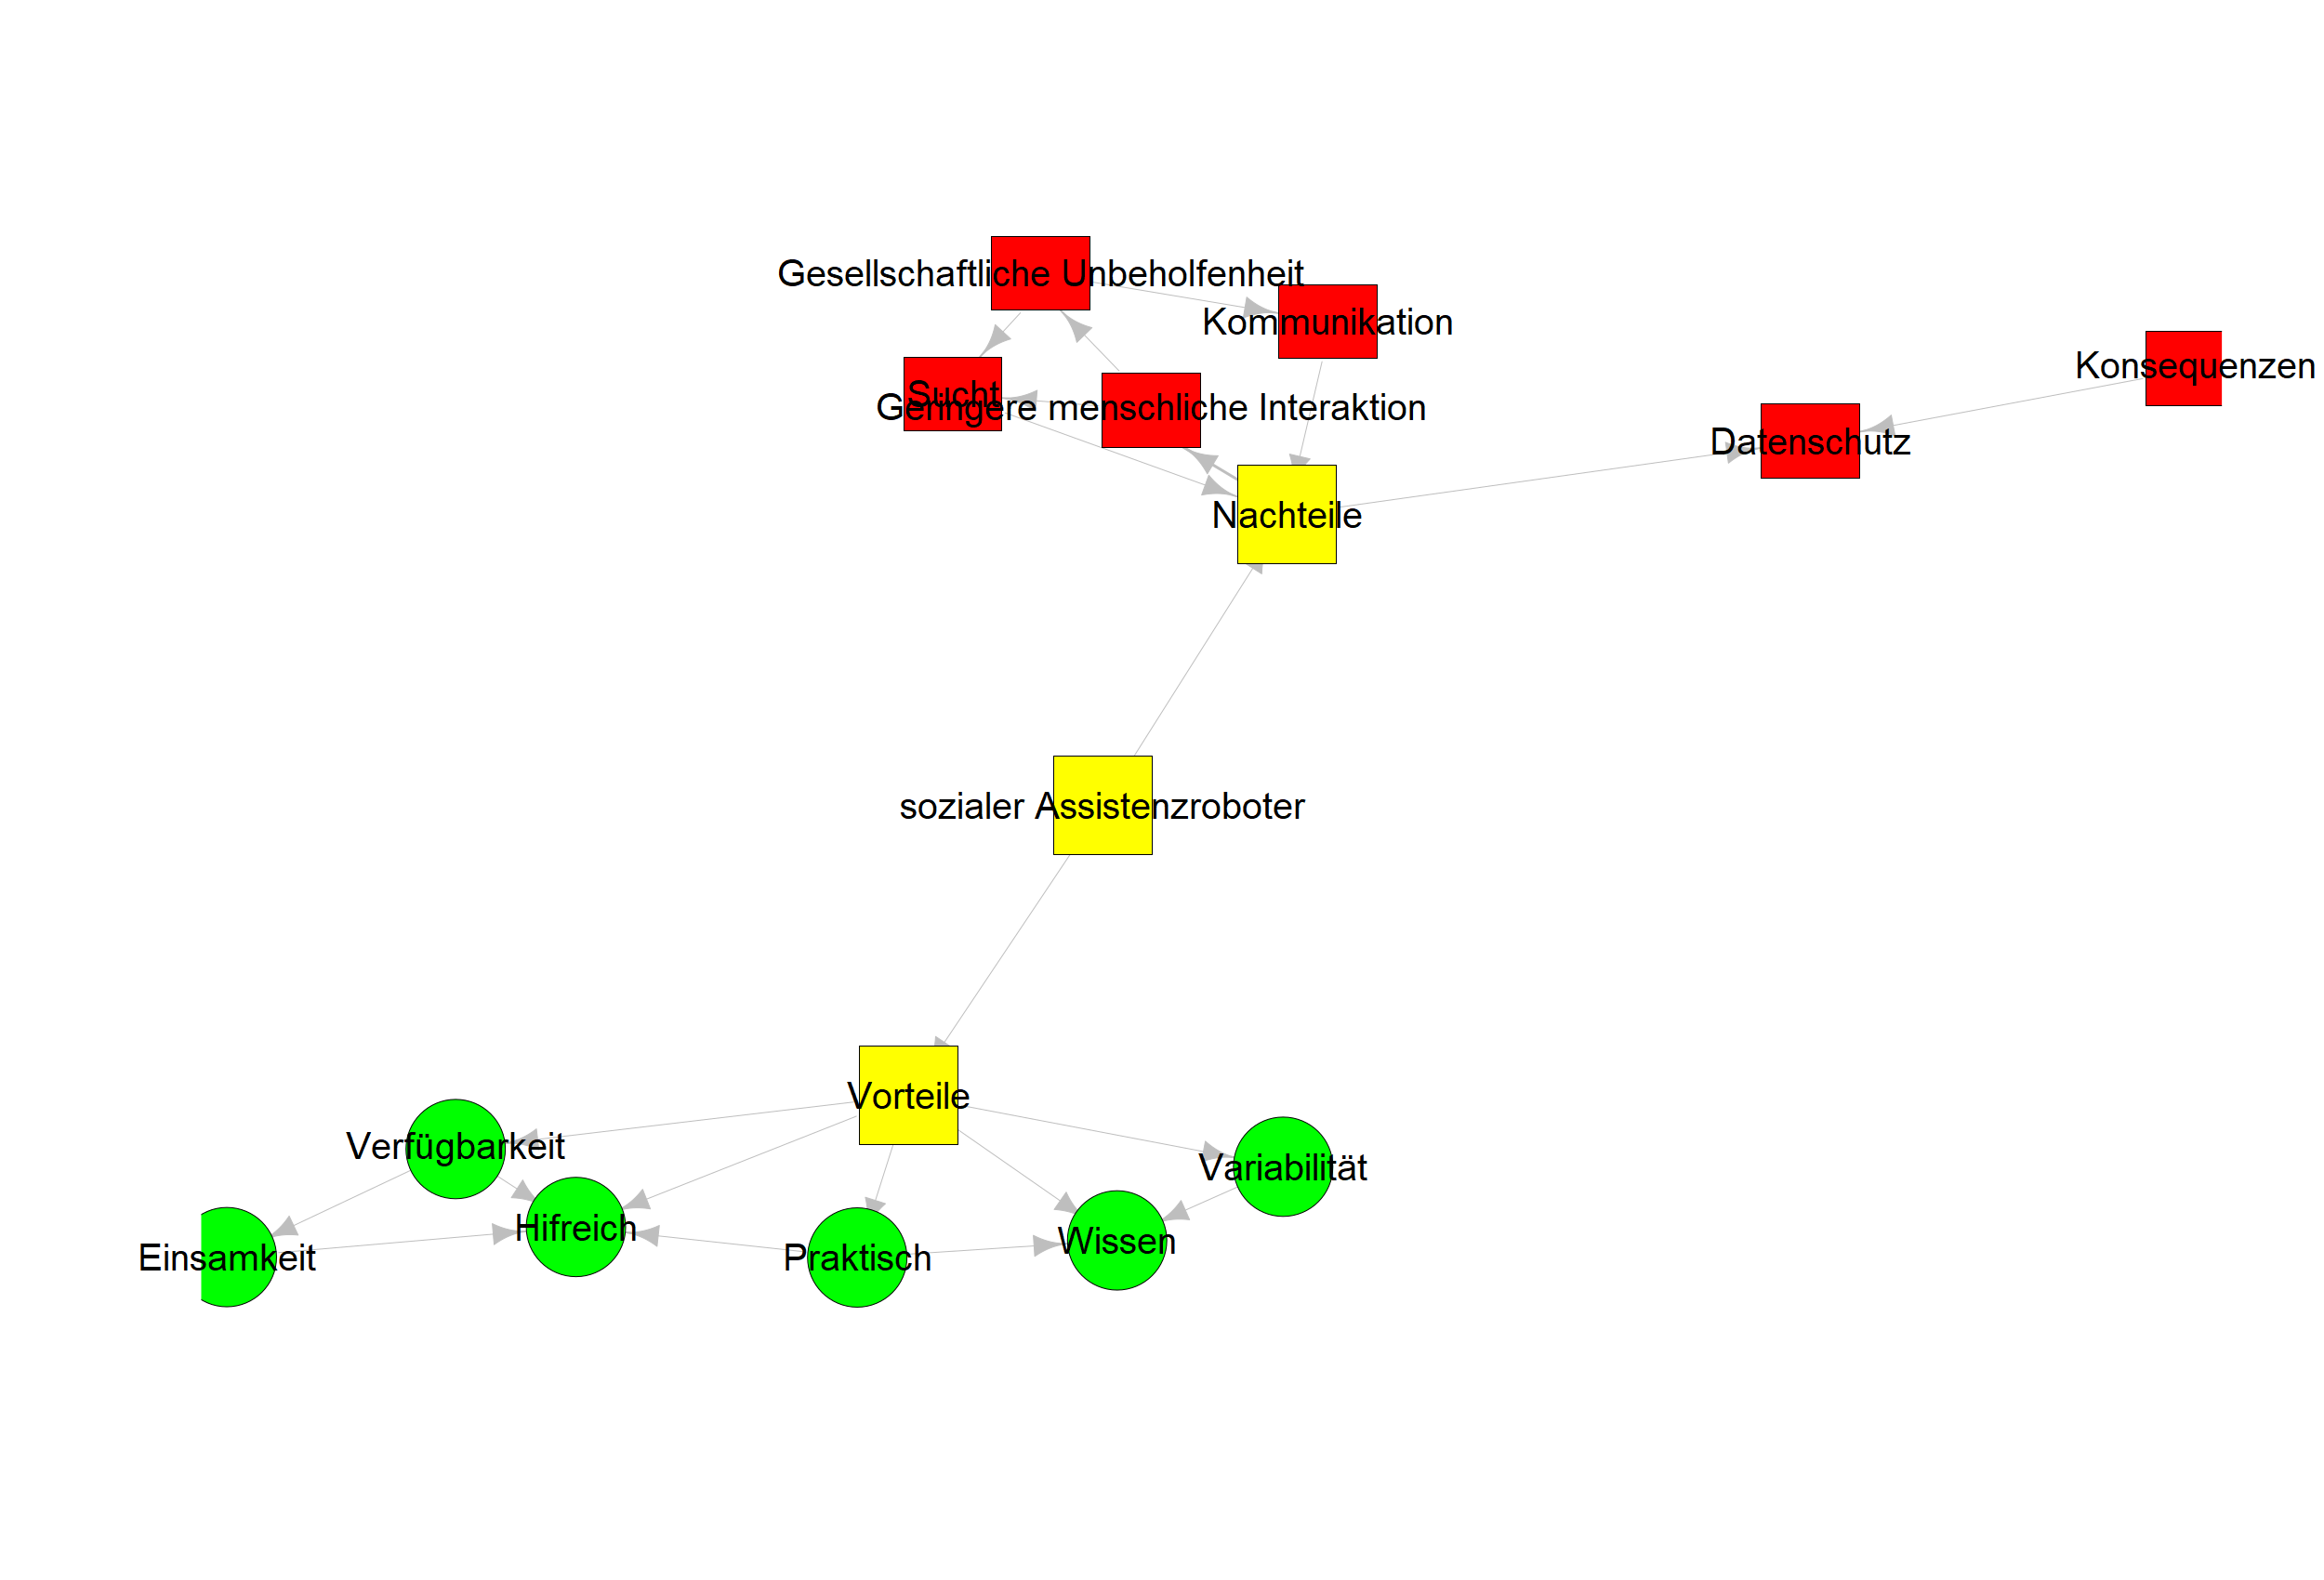 Gesellschaftliche Unbeholfenheit
Kommunikation
Konsequenzen
Sucht
Geringere menschliche Interaktion
Datenschutz
Nachteile
sozialer Assistenzroboter
Vorteile
Verfügbarkeit
Variabilität
Hifreich
Wissen
Einsamkeit
Praktisch